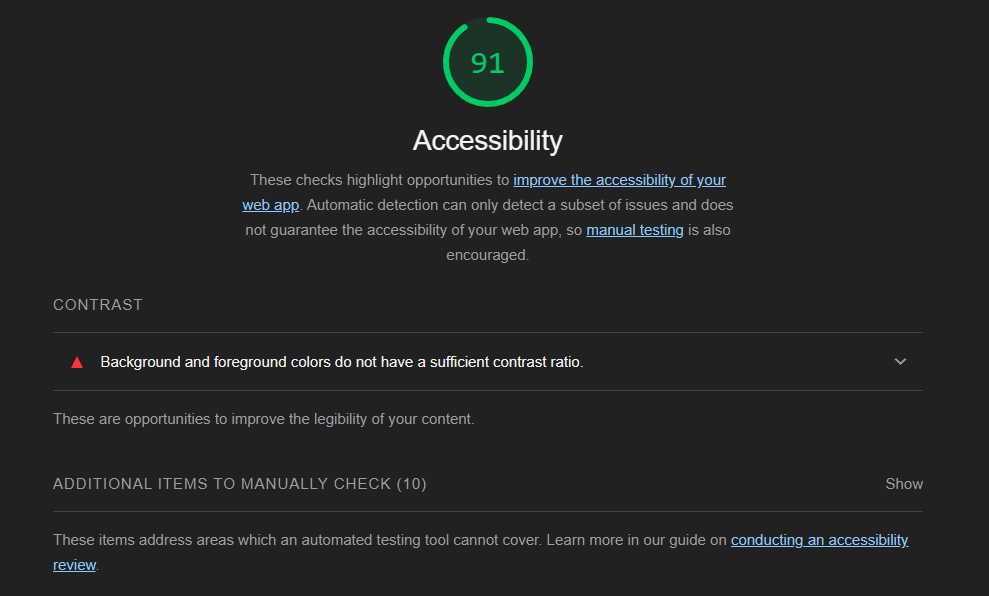 91
Accessibility
These checks highlight opportunities to improve the accessibility of your
web app. Automatic detection can only detect a subset of issues and does
not guarantee the accessibility of your web app, so manual testing is also
encouraged.
CONTRAST
Background and foreground colors do not have a sufficient contrast ratio.
These are opportunities to improve the legibility of your content.
ADDITIONAL ITEMS TO MANUALLY CHECK (10) Show
These items address areas which an automated testing tool cannot cover. Learn more in our guide on conducting an accessibility
review.